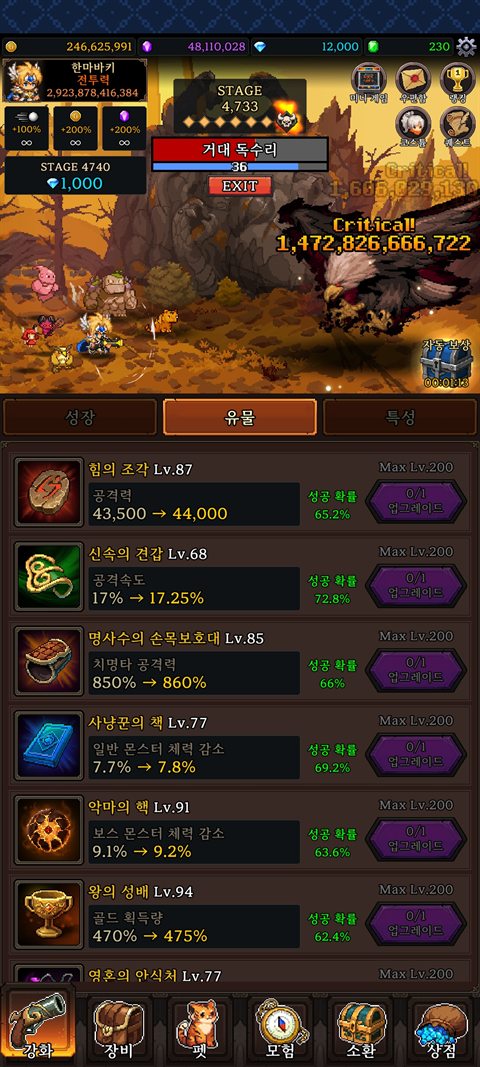 246,625,991 48,110,028 12,000 230
한마바키
전투력
2,923,878,416,384
+100% +200% +200%
∞ ∞ ∞
STAGE 4740
1,000
STAGE
4,733
거대 독수리
36
EXIT
미니 게임 우편함 랭킹
코스튬 퀘스트
Critical!
Critical!
1,472,826,666,722
자동 보상
00:01:13
성장 유물 특성
힘의 조각 Lv.87 Max Lv.200
공격력
43,500 → 44,000
성공 확률
65.2%
0/1
업그레이드
신속의 견갑 Lv.68 Max Lv.200
공격속도
17% → 17.25%
성공 확률
72.8%
0/1
업그레이드
명사수의 손목보호대 Lv.85 Max Lv.200
치명타 공격력
850% → 860%
성공 확률
66%
0/1
업그레이드
사냥꾼의 책 Lv.77 Max Lv.200
일반 몬스터 체력 감소
7.7% → 7.8%
성공 확률
69.2%
0/1
업그레이드
악마의 핵 Lv.91 Max Lv.200
보스 몬스터 체력 감소
9.1% → 9.2%
성공 확률
63.6%
0/1
업그레이드
왕의 성배 Lv.94 Max Lv.200
골드 획득량
470% → 475%
성공 확률
62.4%
0/1
업그레이드
영혼의 안식처 Lv.77 Max Lv.200
강화 장비 펫 모험 소환 상점